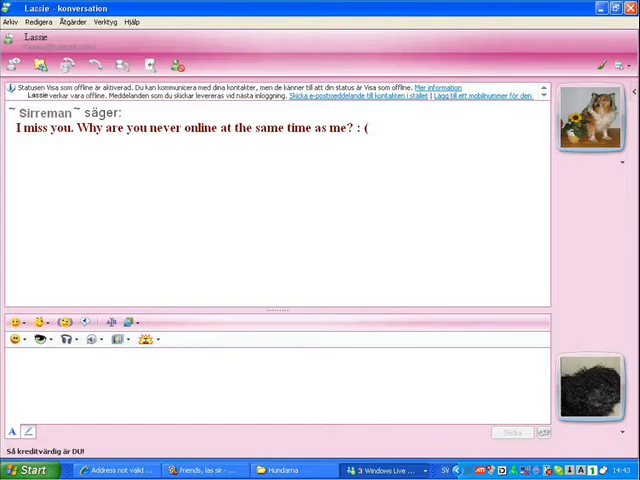 Lassie - konversation
Arkiv Redigera Åtgärder Verktyg Hjälp
Lassie
Statusen Visa som offline är aktiverad. Du kan kommunicera med dina kontakter, men de känner till att din status är Visa som offline. Mer information
Lassie verkar vara offline. Meddelanden som du skickar levereras vid nästa inloggning. Skicka e-postmeddelande till kontakten i stället | Lägg till ett mobilnummer för den
~ Sirreman ~ säger:
I miss you. Why are you never online at the same time as me? : (
A
Skicka
Så kreditvärdig är DU!
Start Address not valid ... friends, las sir - ... Hundarna 3 Windows Live ... SV 14:43